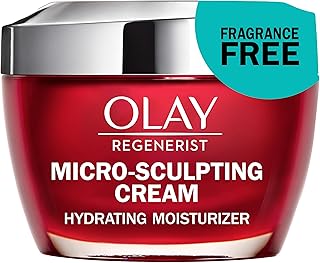 FRAGRANCE
FREE
OLAY
REGENERIST
MICRO-SCULPTING
CREAM
HYDRATING MOISTURIZER